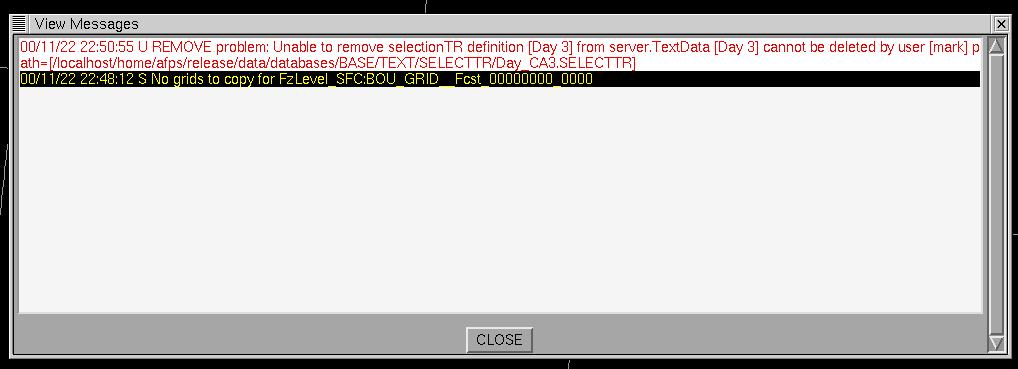 View Messages
00/11/22 22:50:55 U REMOVE problem: Unable to remove selectionTR definition [Day 3] from server.TextData [Day 3] cannot be deleted by user [mark] p
ath=[/localhost/home/afps/release/data/databases/BASE/TEXT/SELECTTR/Day_CA3.SELECTTR]
00/11/22 22:48:12 S No grids to copy for FzLevel_SFC:BOU_GRID__Fcst_00000000_0000
CLOSE